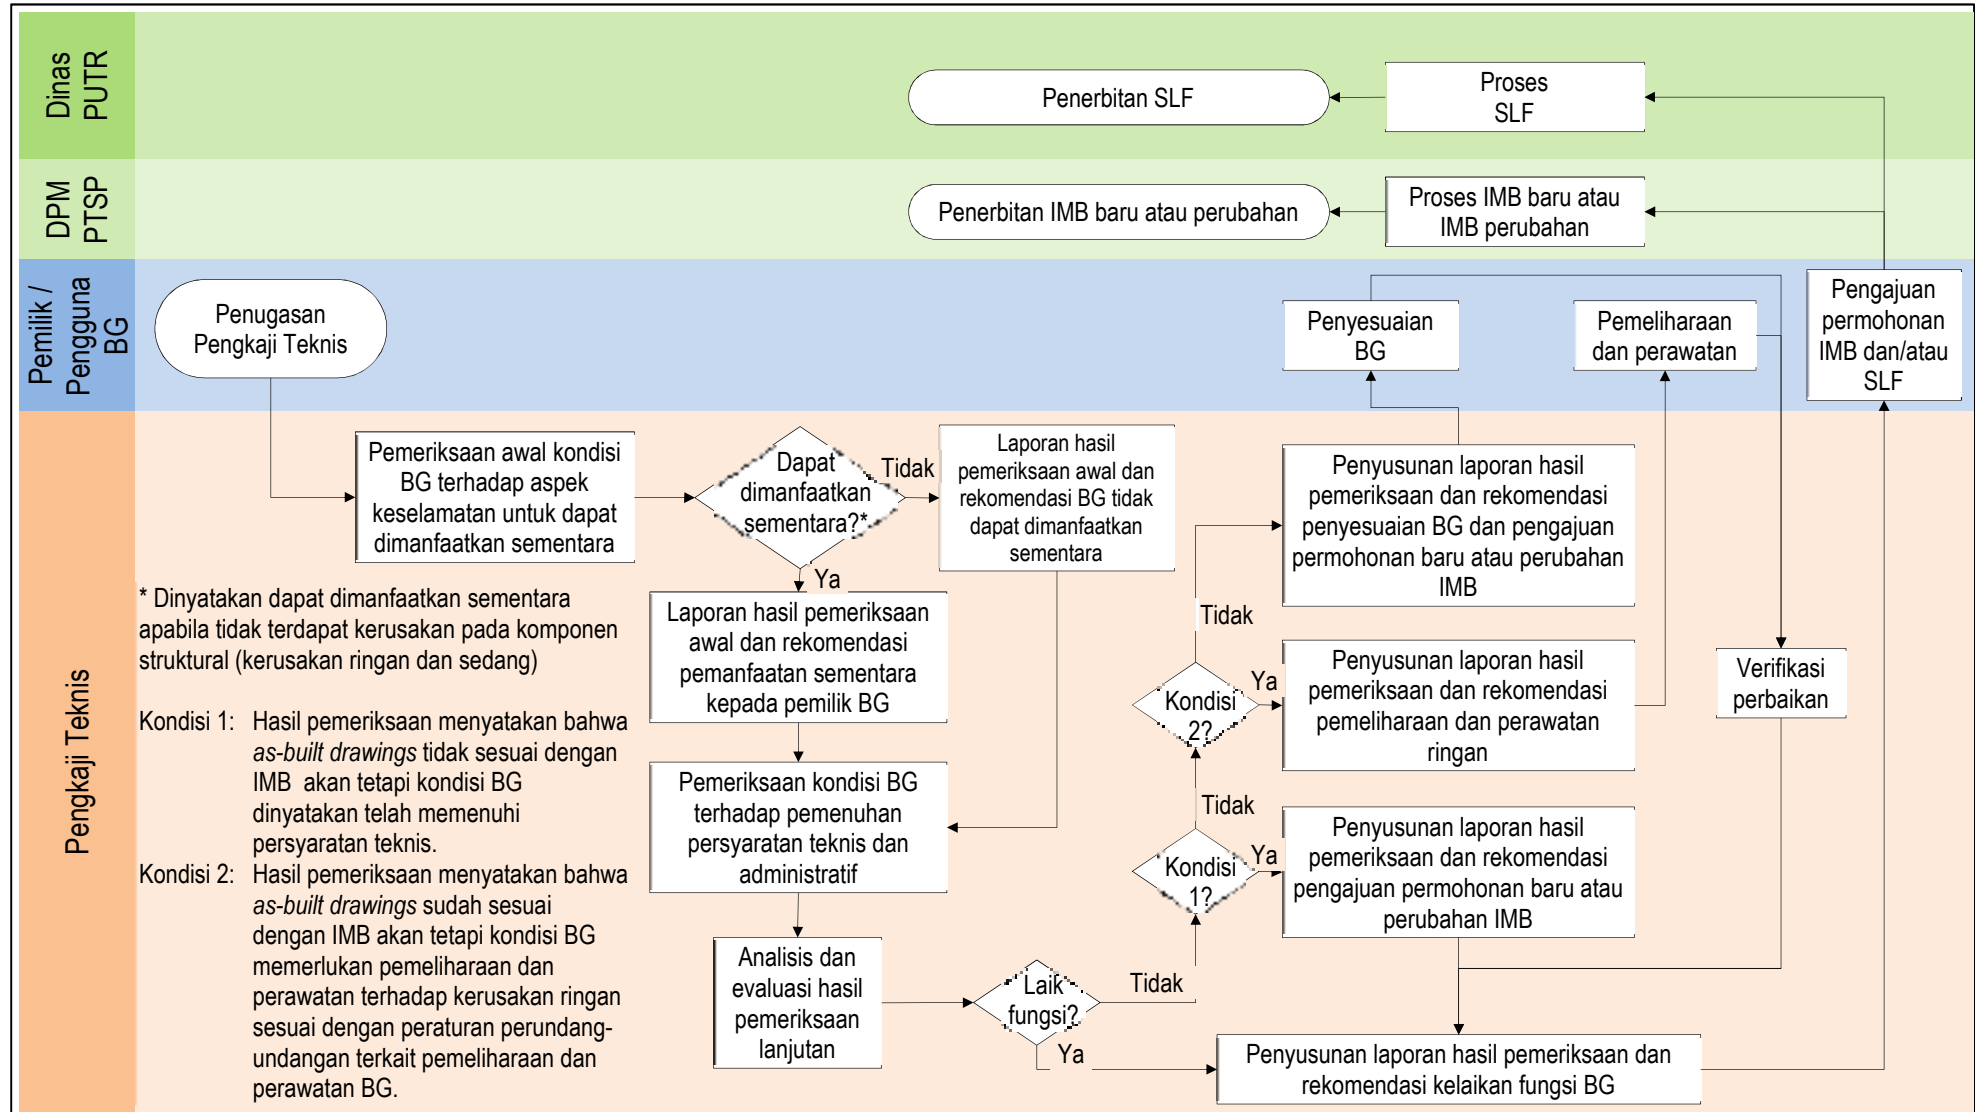 Dinas
PUTR
Penerbitan SLF
Proses
SLF
DPM
PTSP
Penerbitan IMB baru atau perubahan
Proses IMB baru atau
IMB perubahan
Pemilik /
Pengguna
BG
Penugasan
Pengkaji Teknis
Penyesuaian
BG
Pemeliharaan
dan perawatan
Pengajuan
permohonan
IMB dan/atau
SLF
Pengkaji Teknis
Pemeriksaan awal kondisi
BG terhadap aspek
keselamatan untuk dapat
dimanfaatkan sementara
Dapat
dimanfaatkan
sementara?*
Tidak
Laporan hasil
pemeriksaan awal dan
rekomendasi BG tidak
dapat dimanfaatkan
sementara
Ya
Laporan hasil pemeriksaan
awal dan rekomendasi
pemanfaatan sementara
kepada pemilik BG
Pemeriksaan kondisi BG
terhadap pemenuhan
persyaratan teknis dan
administratif
Analisis dan
evaluasi hasil
pemeriksaan
lanjutan
Laik
fungsi?
Tidak
Ya
Kondisi
1?
Ya
Tidak
Kondisi
2?
Ya
Tidak
Penyusunan laporan hasil
pemeriksaan dan rekomendasi
penyesuaian BG dan pengajuan
permohonan baru atau perubahan
IMB
Penyusunan laporan hasil
pemeriksaan dan rekomendasi
pemeliharaan dan perawatan
ringan
Penyusunan laporan hasil
pemeriksaan dan rekomendasi
pengajuan permohonan baru atau
perubahan IMB
Verifikasi
perbaikan
Penyusunan laporan hasil pemeriksaan dan
rekomendasi kelaikan fungsi BG
* Dinyatakan dapat dimanfaatkan sementara
apabila tidak terdapat kerusakan pada komponen
struktural (kerusakan ringan dan sedang)
Kondisi 1: Hasil pemeriksaan menyatakan bahwa
as-built drawings tidak sesuai dengan
IMB akan tetapi kondisi BG
dinyatakan telah memenuhi
persyaratan teknis.
Kondisi 2: Hasil pemeriksaan menyatakan bahwa
as-built drawings sudah sesuai
dengan IMB akan tetapi kondisi BG
memerlukan pemeliharaan dan
perawatan terhadap kerusakan ringan
sesuai dengan peraturan perundang-
undangan terkait pemeliharaan dan
perawatan BG.